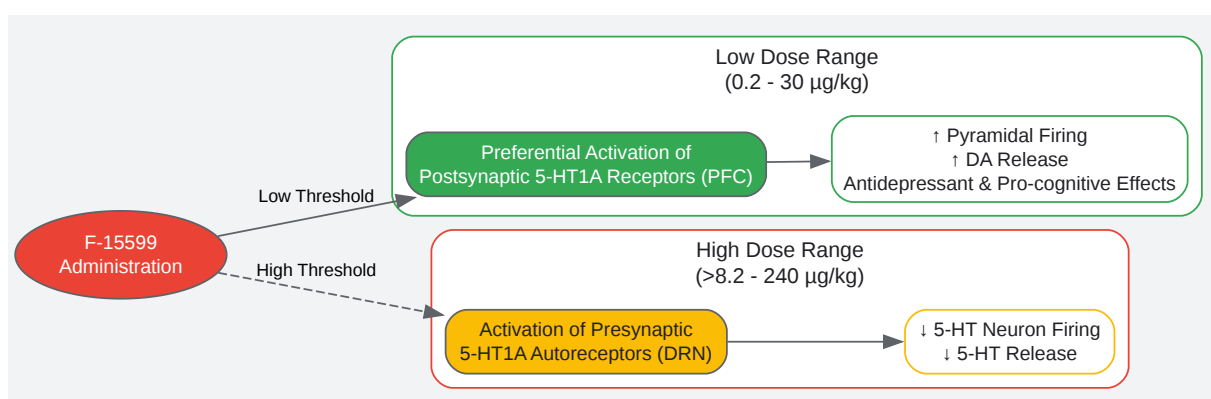 Low Dose Range
(0.2 - 30 µg/kg)
Preferential Activation of
Postsynaptic 5-HT1A Receptors (PFC)
↑ Pyramidal Firing
↑ DA Release
Antidepressant & Pro-cognitive Effects
Low Threshold
F-15599
Administration
High Threshold
High Dose Range
(>8.2 - 240 µg/kg)
Activation of Presynaptic
5-HT1A Autoreceptors (DRN)
↓ 5-HT Neuron Firing
↓ 5-HT Release